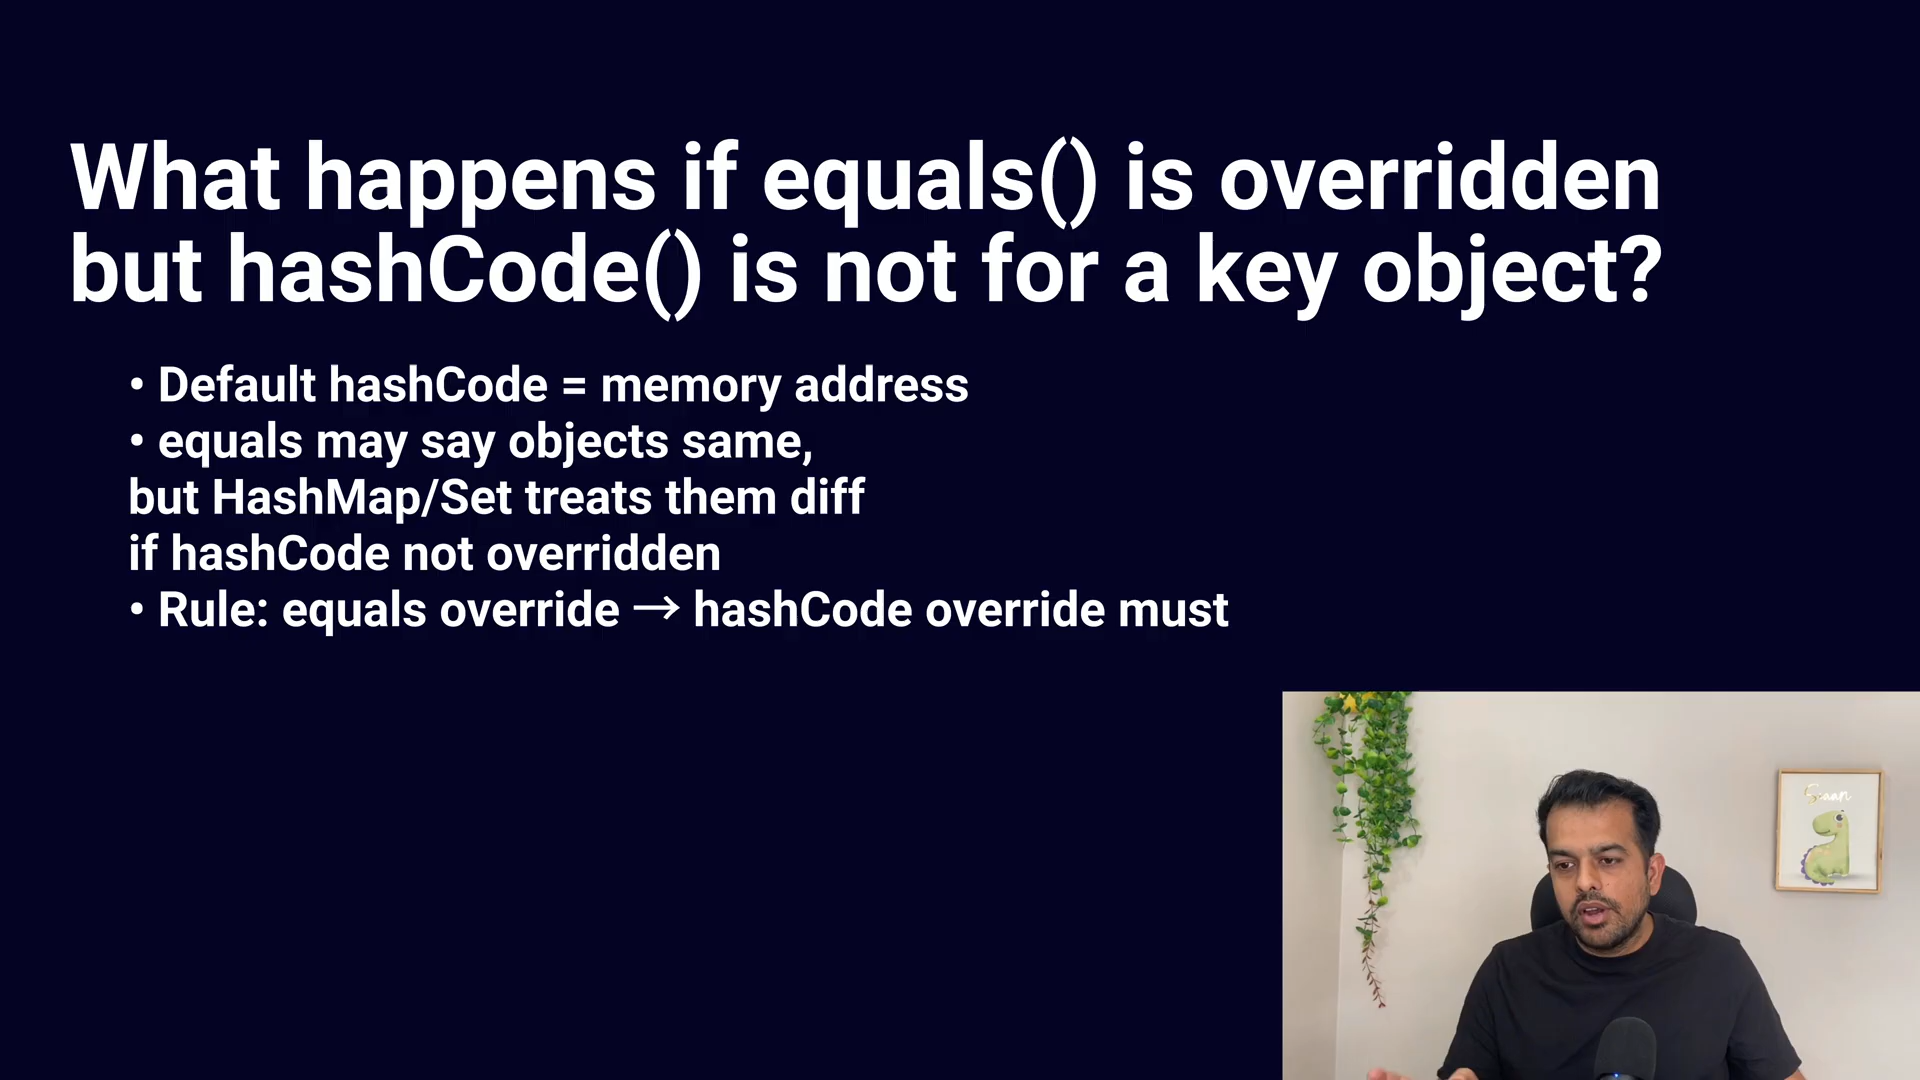 What happens if equals() is overridden
but hashCode() is not for a key object?
• Default hashCode = memory address
• equals may say objects same,
but HashMap/Set treats them diff
if hashCode not overridden
• Rule: equals override → hashCode override must